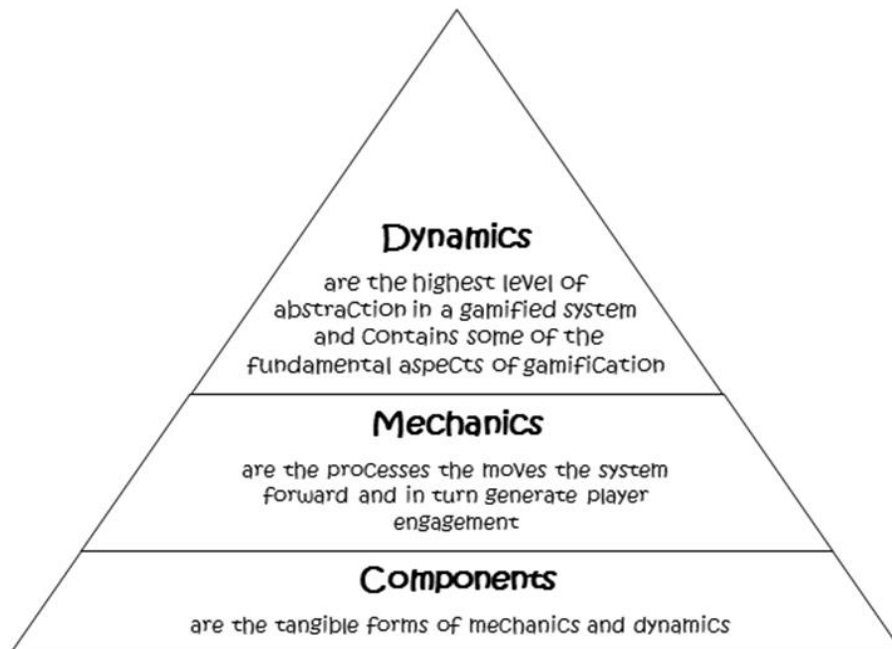 Dynamics
are the highest level of
abstraction in a gamified system
and contains some of the
fundamental aspects of gamification
Mechanics
are the processes the moves the system
forward and in turn generate player
engagement
Components
are the tangible forms of mechanics and dynamics